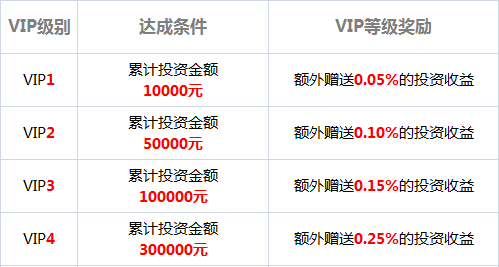 VIP级别 达成条件 VIP等级奖励
VIP1 累计投资金额 10000元 额外赠送0.05%的投资收益
VIP2 累计投资金额 50000元 额外赠送0.10%的投资收益
VIP3 累计投资金额 100000元 额外赠送0.15%的投资收益
VIP4 累计投资金额 300000元 额外赠送0.25%的投资收益